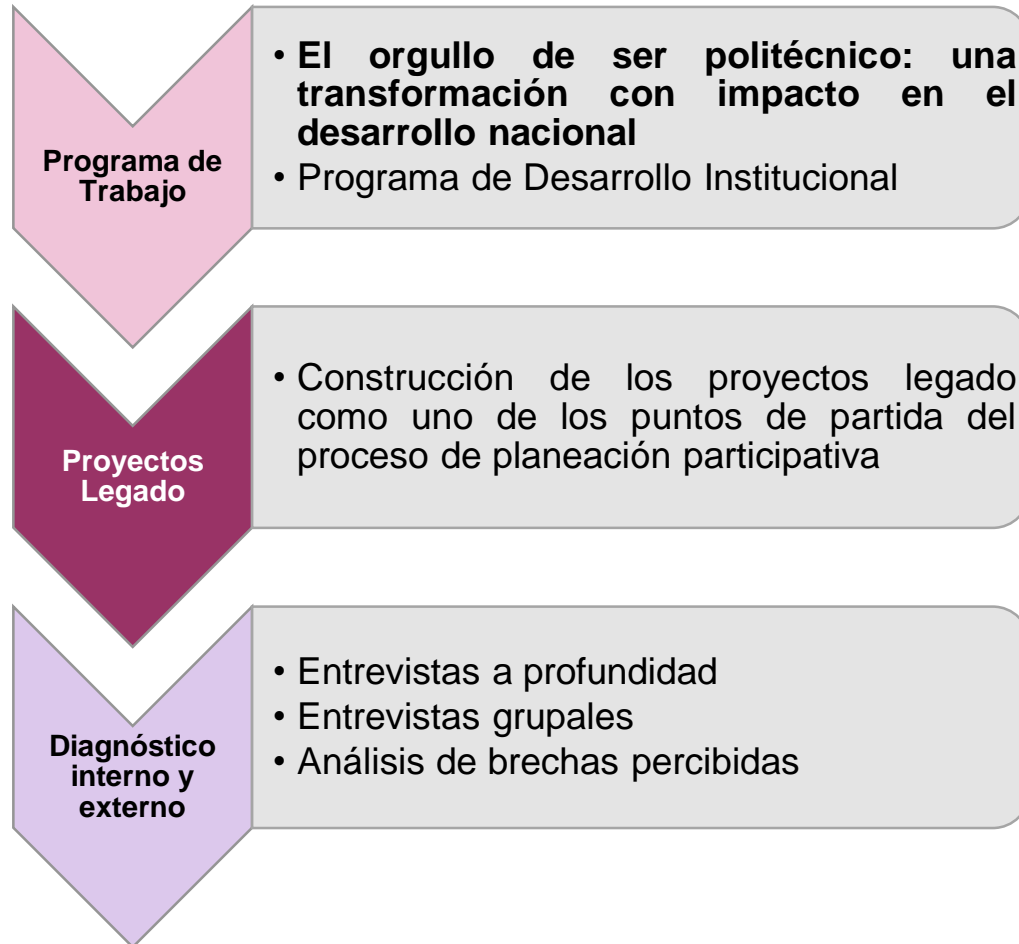 Programa de
Trabajo
• El orgullo de ser politécnico: una
transformación con impacto en el
desarrollo nacional
• Programa de Desarrollo Institucional
Proyectos
Legado
• Construcción de los proyectos legado
como uno de los puntos de partida del
proceso de planeación participativa
Diagnóstico
interno y
externo
• Entrevistas a profundidad
• Entrevistas grupales
• Análisis de brechas percibidas